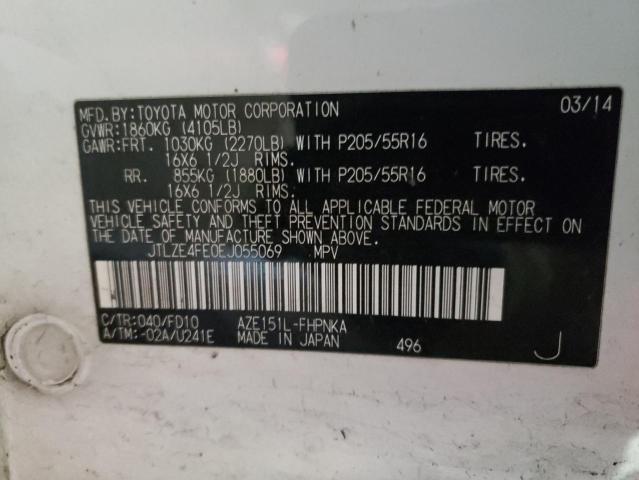 MFD.BY:TOYOTA MOTOR CORPORATION 03/14
GVWR:1860KG (4105LB)
GAWR:FRT. 1030KG (2270LB) WITH P205/55R16 TIRES.
16X6 1/2J RIMS.
RR. 855KG (1880LB) WITH P205/55R16 TIRES.
16X6 1/2J RIMS.
THIS VEHICLE CONFORMS TO ALL APPLICABLE FEDERAL MOTOR
VEHICLE SAFETY AND THEFT PREVENTION STANDARDS IN EFFECT ON
THE DATE OF MANUFACTURE SHOWN ABOVE.
JTLZE4FE0EJ055069 MPV
C/TR:040/FD10 AZE151L-FHPNKA
A/TM:-02A/U241E MADE IN JAPAN 496 J